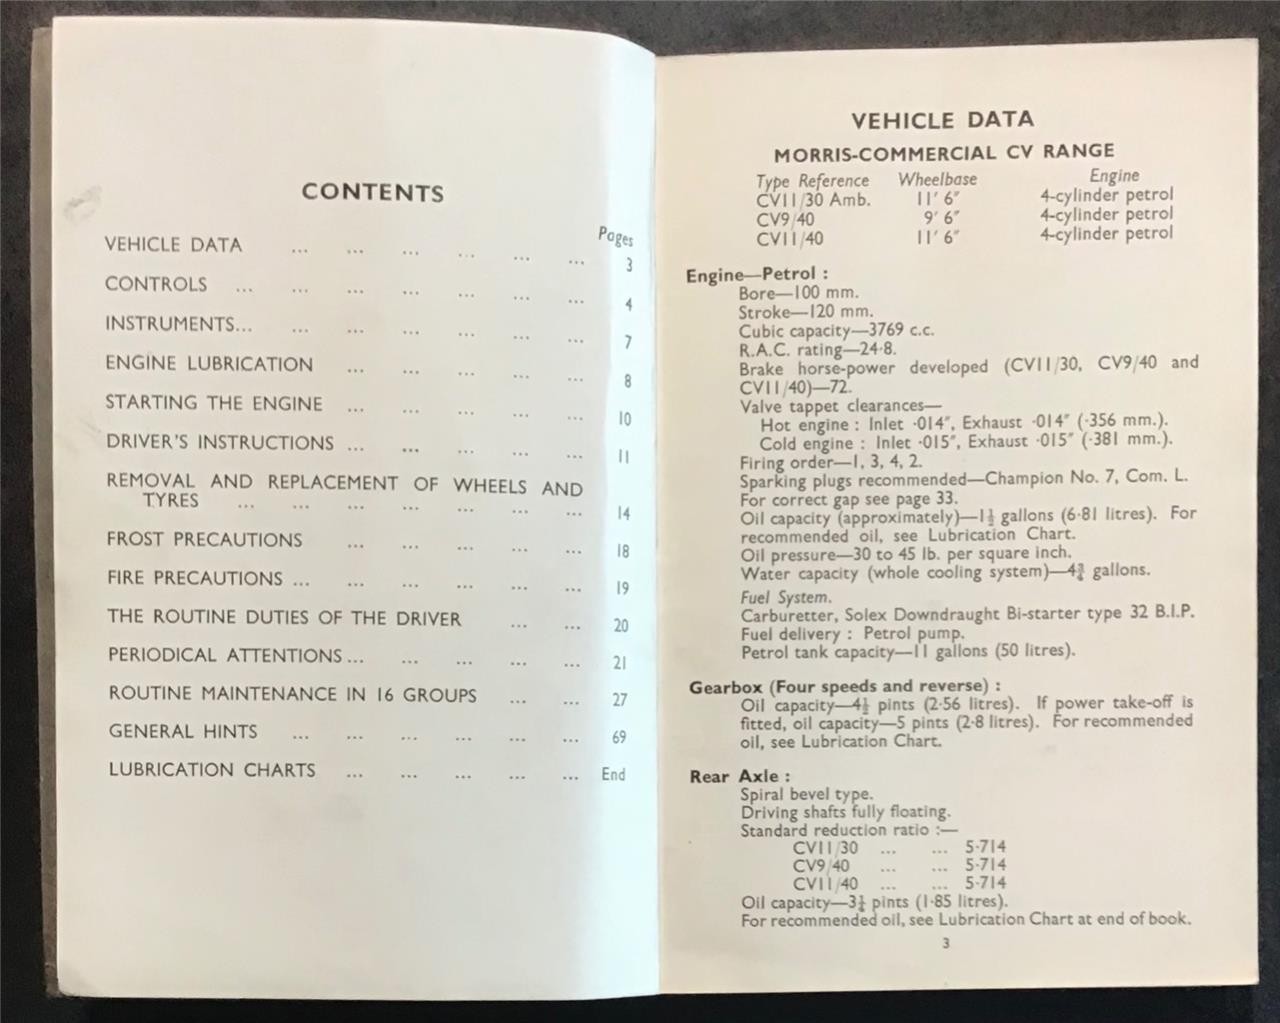 CONTENTS
Pages
VEHICLE DATA ... ... ... ... ... ... 3
CONTROLS ... ... ... ... ... ... ... 4
INSTRUMENTS... ... ... ... ... ... ... 7
ENGINE LUBRICATION ... ... ... ... ... 8
STARTING THE ENGINE ... ... ... ... ... 10
DRIVER'S INSTRUCTIONS ... ... ... ... ... 11
REMOVAL AND REPLACEMENT OF WHEELS AND
TYRES ... ... ... ... ... ... ... 14
FROST PRECAUTIONS ... ... ... ... ... 18
FIRE PRECAUTIONS ... ... ... ... ... ... 19
THE ROUTINE DUTIES OF THE DRIVER ... ... 20
PERIODICAL ATTENTIONS ... ... ... ... ... 21
ROUTINE MAINTENANCE IN 16 GROUPS ... ... 27
GENERAL HINTS ... ... ... ... ... ... 69
LUBRICATION CHARTS ... ... ... ... ... End
VEHICLE DATA
MORRIS-COMMERCIAL CV RANGE
Type Reference Wheelbase Engine
CV11/30 Amb. 11' 6" 4-cylinder petrol
CV9/40 9' 6" 4-cylinder petrol
CV11/40 11' 6" 4-cylinder petrol
Engine—Petrol :
Bore—100 mm.
Stroke—120 mm.
Cubic capacity—3769 c.c.
R.A.C. rating—24·8.
Brake horse-power developed (CV11/30, CV9/40 and
CV11/40)—72.
Valve tappet clearances—
Hot engine : Inlet ·014", Exhaust ·014" (·356 mm.).
Cold engine : Inlet ·015", Exhaust ·015" (·381 mm.).
Firing order—1, 3, 4, 2.
Sparking plugs recommended—Champion No. 7, Com. L.
For correct gap see page 33.
Oil capacity (approximately)—1½ gallons (6·81 litres). For
recommended oil, see Lubrication Chart.
Oil pressure—30 to 45 lb. per square inch.
Water capacity (whole cooling system)—4¾ gallons.
Fuel System.
Carburetter, Solex Downdraught Bi-starter type 32 B.I.P.
Fuel delivery : Petrol pump.
Petrol tank capacity—11 gallons (50 litres).
Gearbox (Four speeds and reverse) :
Oil capacity—4½ pints (2·56 litres). If power take-off is
fitted, oil capacity—5 pints (2·8 litres). For recommended
oil, see Lubrication Chart.
Rear Axle :
Spiral bevel type.
Driving shafts fully floating.
Standard reduction ratio :—
CV11/30 ... ... 5·714
CV9/40 ... ... 5·714
CV11/40 ... ... 5·714
Oil capacity—3¼ pints (1·85 litres).
For recommended oil, see Lubrication Chart at end of book.
3